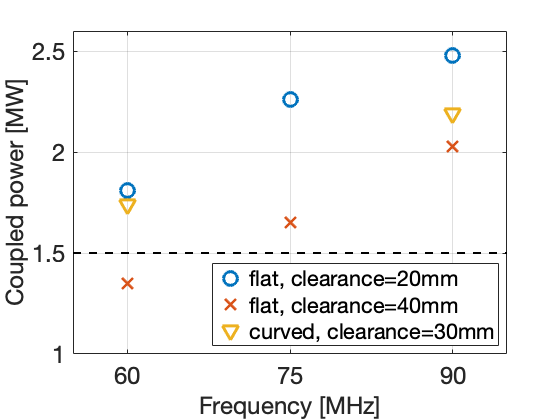 2.5
2
1.5
1
Coupled power [MW]
flat, clearance=20mm
flat, clearance=40mm
curved, clearance=30mm
60 75 90
Frequency [MHz]